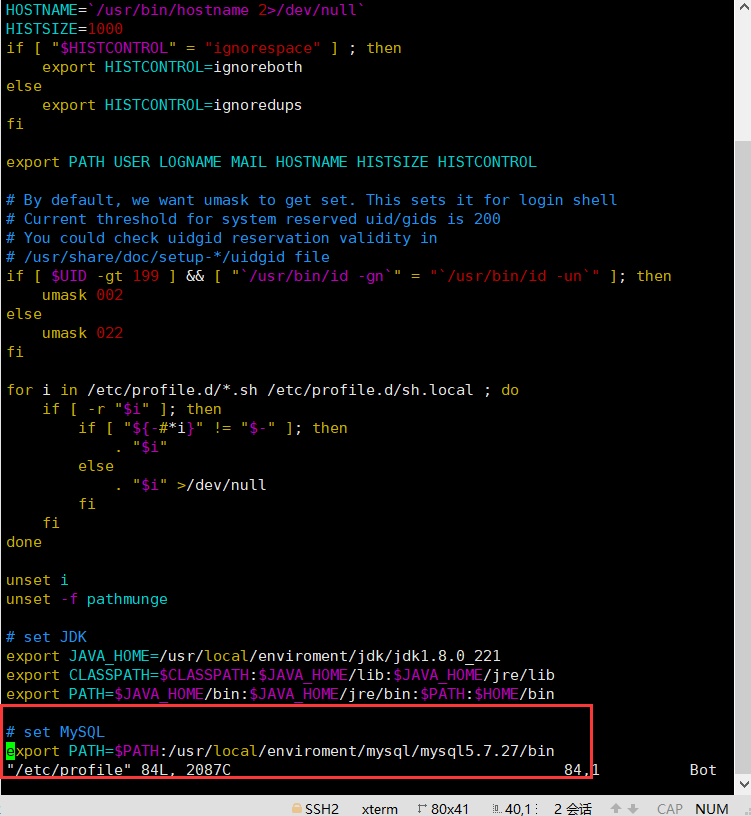 HOSTNAME=`/usr/bin/hostname 2>/dev/null`
HISTSIZE=1000
if [ "$HISTCONTROL" = "ignorespace" ] ; then
    export HISTCONTROL=ignoreboth
else
    export HISTCONTROL=ignoredups
fi

export PATH USER LOGNAME MAIL HOSTNAME HISTSIZE HISTCONTROL

# By default, we want umask to get set. This sets it for login shell
# Current threshold for system reserved uid/gids is 200
# You could check uidgid reservation validity in
# /usr/share/doc/setup-*/uidgid file
if [ $UID -gt 199 ] && [ "`/usr/bin/id -gn`" = "`/usr/bin/id -un`" ]; then
    umask 002
else
    umask 022
fi

for i in /etc/profile.d/*.sh /etc/profile.d/sh.local ; do
    if [ -r "$i" ]; then
        if [ "${-#*i}" != "$-" ]; then
            . "$i"
        else
            . "$i" >/dev/null
        fi
    fi
done

unset i
unset -f pathmunge

# set JDK
export JAVA_HOME=/usr/local/enviroment/jdk/jdk1.8.0_221
export CLASSPATH=$CLASSPATH:$JAVA_HOME/lib:$JAVA_HOME/jre/lib
export PATH=$JAVA_HOME/bin:$JAVA_HOME/jre/bin:$PATH:$HOME/bin

# set MySQL
export PATH=$PATH:/usr/local/enviroment/mysql/mysql5.7.27/bin
"/etc/profile" 84L, 2087C 84,1 Bot
SSH2 xterm 80x41 40,1 2 会话 CAP NUM